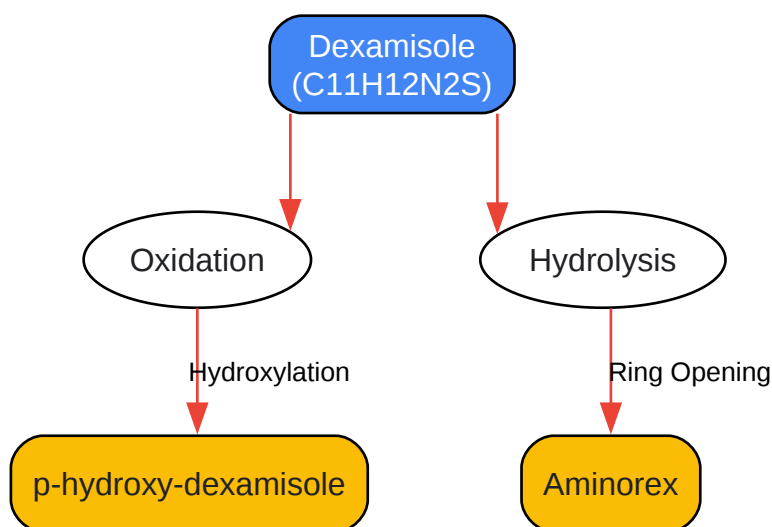 Dexamisole
(C11H12N2S)
Oxidation
Hydrolysis
Hydroxylation
Ring Opening
p-hydroxy-dexamisole
Aminorex